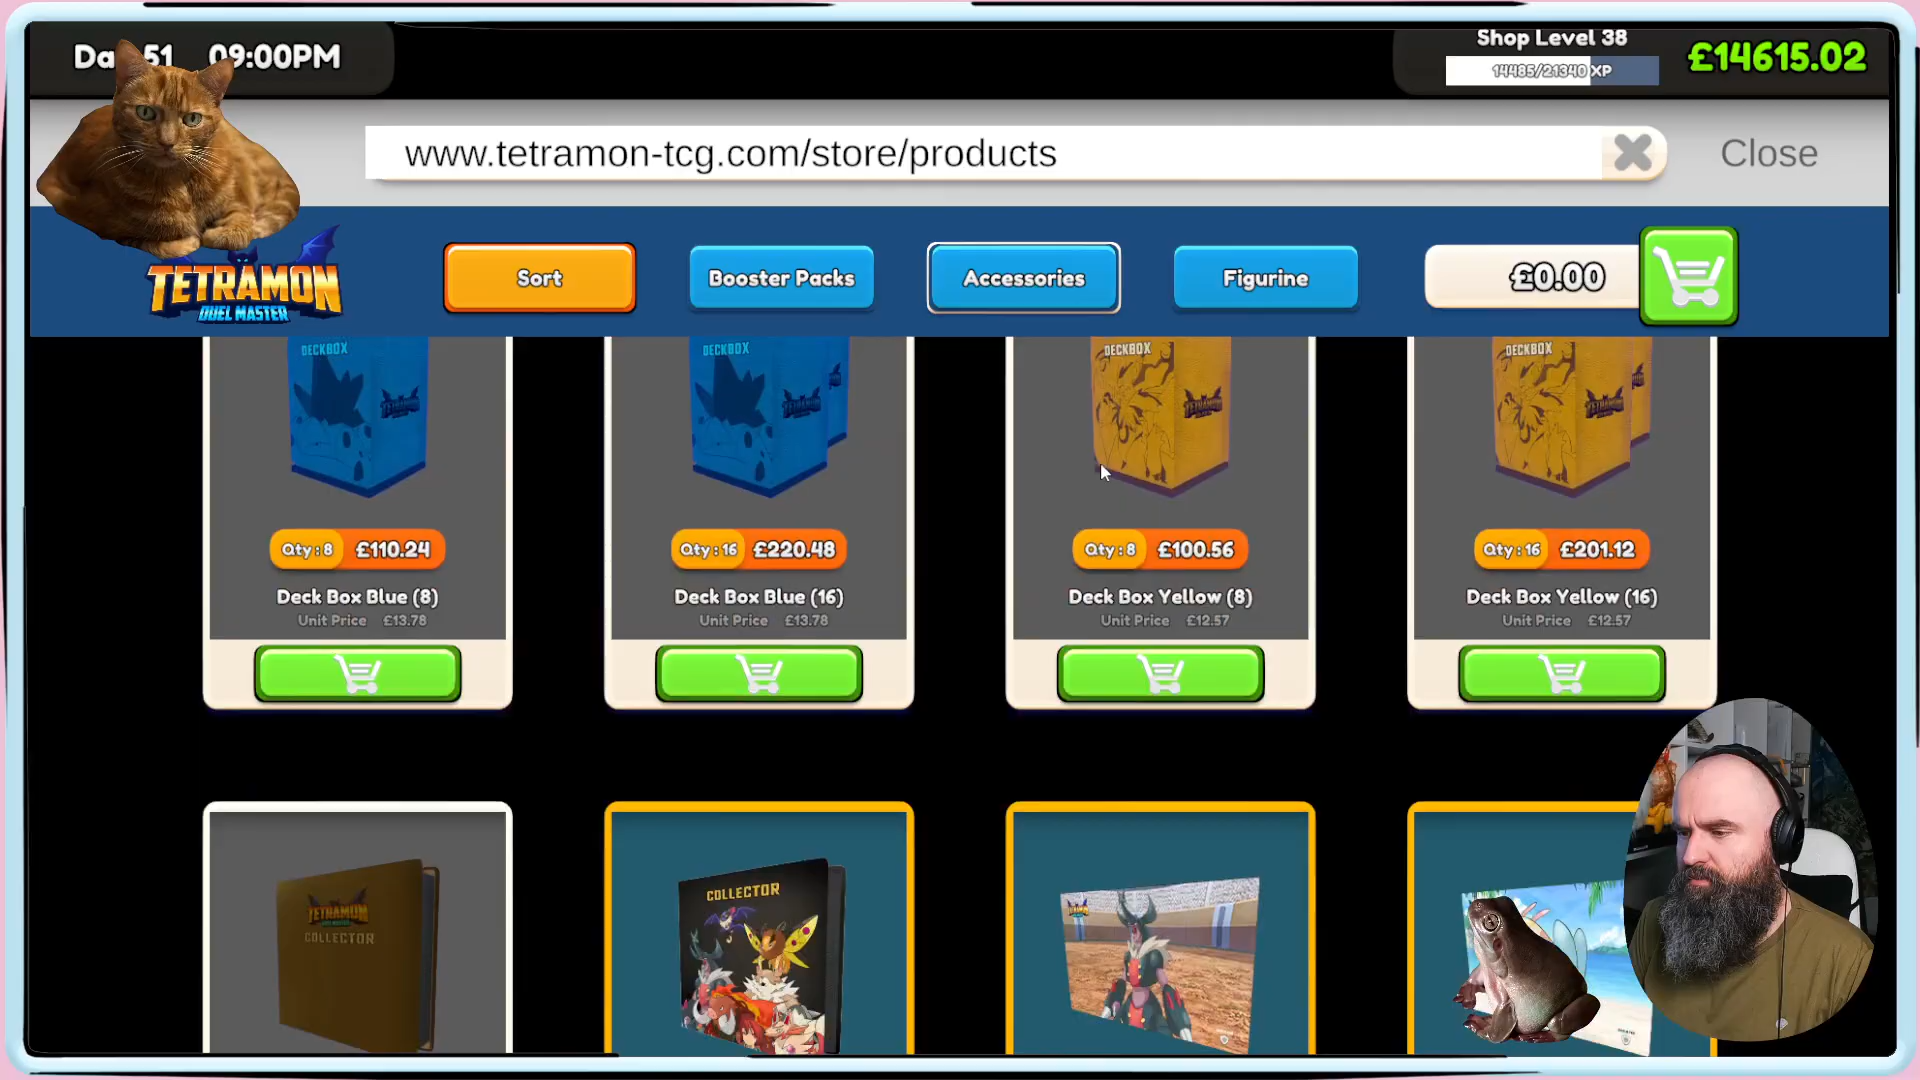 09:00PM
Shop Level 38
14485/21340 XP
£14615.02
www.tetramon-tcg.com/store/products
Close
TETRAMON
DUEL MASTER
Sort
Booster Packs
Accessories
Figurine
£0.00
DECKBOX
DECKBOX
DECKBOX
DECKBOX
Qty : 8 £110.24
Qty : 16 £220.48
Qty : 8 £100.56
Qty : 16 £201.12
Deck Box Blue (8)
Deck Box Blue (16)
Deck Box Yellow (8)
Deck Box Yellow (16)
Unit Price £13.78
Unit Price £13.78
Unit Price £12.57
Unit Price £12.57
TETRAMON
COLLECTOR
COLLECTOR